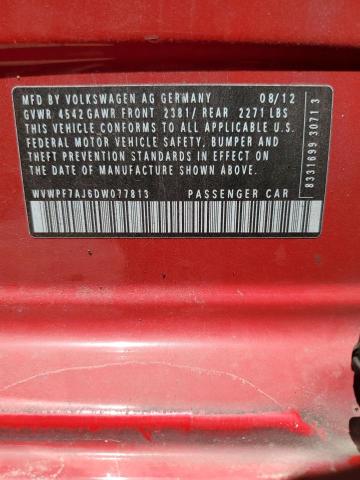 MFD BY VOLKSWAGEN AG GERMANY 08/12
GVWR 4542 GAWR FRONT 2381/ REAR 2271 LBS
THIS VEHICLE CONFORMS TO ALL APPLICABLE U.S.
FEDERAL MOTOR VEHICLE SAFETY, BUMPER AND
THEFT PREVENTION STANDARDS IN EFFECT ON
THE DATE OF MANUFACTURE SHOWN ABOVE.
WVWPF7AJ6DW077813 PASSENGER CAR
8331699 3071 3